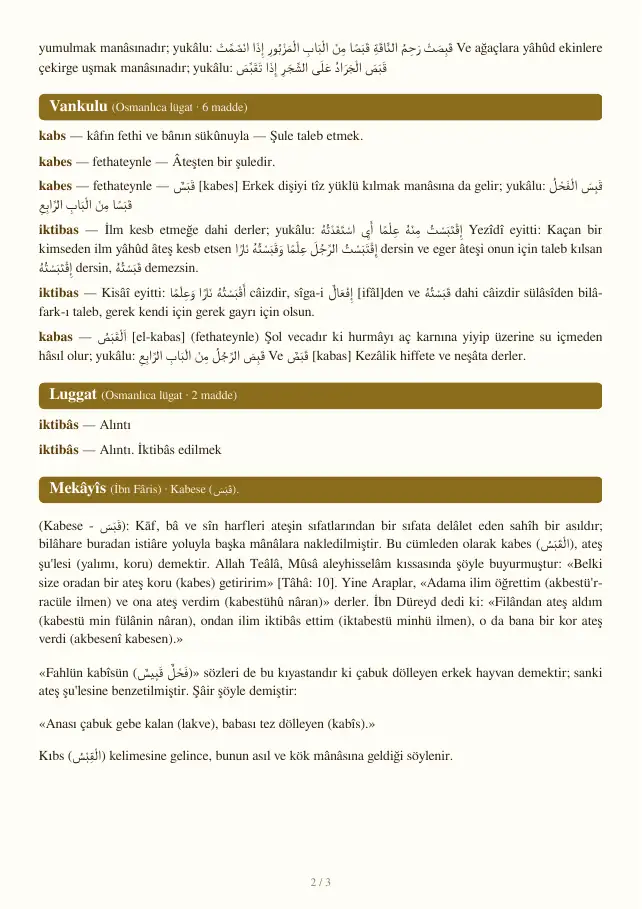 yumulmak manâsınadır; yukâlu: قَبِضَتْ رَحِمُ النَّاقَةِ قَبَضًا مِنْ الْبَابِ الْمَزْبُورِ إِذَا انْضَمَّتْ Ve ağaçlara yâhûd ekinlere
çekirge uşmak manâsınadır; yukâlu: قَبَصَ الْجَرَادُ عَلَى الشَّجَرِ إِذَا تَقَبَّصَ
Vankulu (Osmanlıca lügat · 6 madde)
kabs — kâfın fethi ve bânın sükûnuyla — Şule taleb etmek.
kabes — fethateynle — Âteşten bir şuledir.
kabes — fethateynle — قَبَسٌ [kabes] Erkek dişiyi tîz yüklü kılmak manâsına da gelir; yukâlu: قَبِسَ الْفَحْلُ
قَبَسًا مِنَ الْبَابِ الرَّابِعِ
iktibas — İlm kesb etmeğe dahi derler; yukâlu: اِقْتَبَسْتُ مِنْهُ عِلْمًا أَيِ اسْتَفَدْتُهُ Yezîdî eyitti: Kaçan bir
kimseden ilm yâhûd âteş kesb etsen اِقْتَبَسْتُ الرَّجُلَ عِلْمًا وَقَبَسْتُهُ نَارًا dersin ve eger âteşi onun için taleb kılsan
اِقْتَبَسْتُهُ dersin, قَبَسْتُهُ demezsin.
iktibas — Kisâî eyitti: أَقْبَسْتُهُ نَارًا وَعِلْمًا câizdir, sîga-i إِفْعَالٌ [ifâl]den ve قَبَسْتُهُ dahi câizdir sülâsîden bilâ-
fark-ı taleb, gerek kendi için gerek gayrı için olsun.
kabas — اَلْقَبَصُ [el-kabas] (fethateynle) Şol vecadır ki hurmâyı aç karnına yiyip üzerine su içmeden
hâsıl olur; yukâlu: قَبِصَ الرَّجُلُ مِنَ الْبَابِ الرَّابِعِ Ve قَبَصٌ [kabas] Kezâlik hiffete ve neşâta derler.
Luggat (Osmanlıca lügat · 2 madde)
iktibâs — Alıntı
iktibâs — Alıntı. İktibâs edilmek
Mekâyîs (İbn Fâris) · Kabese (قَبَسَ).
(Kabese - قَبَسَ): Kāf, bâ ve sîn harfleri ateşin sıfatlarından bir sıfata delâlet eden sahîh bir asıldır;
bilâhare buradan istiâre yoluyla başka mânâlara nakledilmiştir. Bu cümleden olarak kabes (الْقَبَسُ), ateş
şu'lesi (yalımı, koru) demektir. Allah Teâlâ, Mûsâ aleyhisselâm kıssasında şöyle buyurmuştur: «Belki
size oradan bir ateş koru (kabes) getiririm» [Tâhâ: 10]. Yine Araplar, «Adama ilim öğrettim (akbestü'r-
racüle ilmen) ve ona ateş verdim (kabestühû nâran)» derler. İbn Düreyd dedi ki: «Filândan ateş aldım
(kabestü min fülânin nâran), ondan ilim iktibâs ettim (iktabestü minhü ilmen), o da bana bir kor ateş
verdi (akbesenî kabesen).»
«Fahlün kabîsün (فَحْلٌ قَبِيسٌ)» sözleri de bu kıyastandır ki çabuk dölleyen erkek hayvan demektir; sanki
ateş şu'lesine benzetilmiştir. Şâir şöyle demiştir:
«Anası çabuk gebe kalan (lakve), babası tez dölleyen (kabîs).»
Kıbs (الْقِبْسُ) kelimesine gelince, bunun asıl ve kök mânâsına geldiği söylenir.
2 / 3